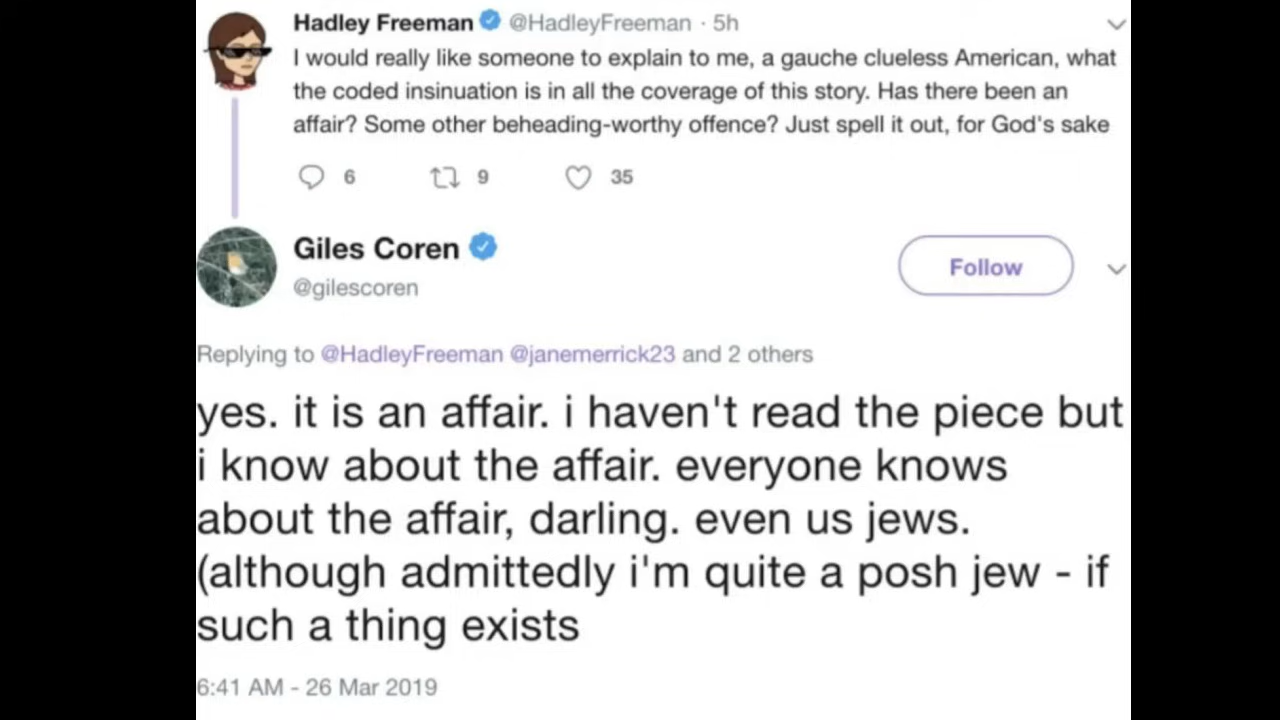 Hadley Freeman @HadleyFreeman · 5h
I would really like someone to explain to me, a gauche clueless American, what
the coded insinuation is in all the coverage of this story. Has there been an
affair? Some other beheading-worthy offence? Just spell it out, for God's sake
6 9 35
Giles Coren
@gilescoren
Follow
Replying to @HadleyFreeman @janemerrick23 and 2 others
yes. it is an affair. i haven't read the piece but
i know about the affair. everyone knows
about the affair, darling. even us jews.
(although admittedly i'm quite a posh jew - if
such a thing exists
6:41 AM - 26 Mar 2019